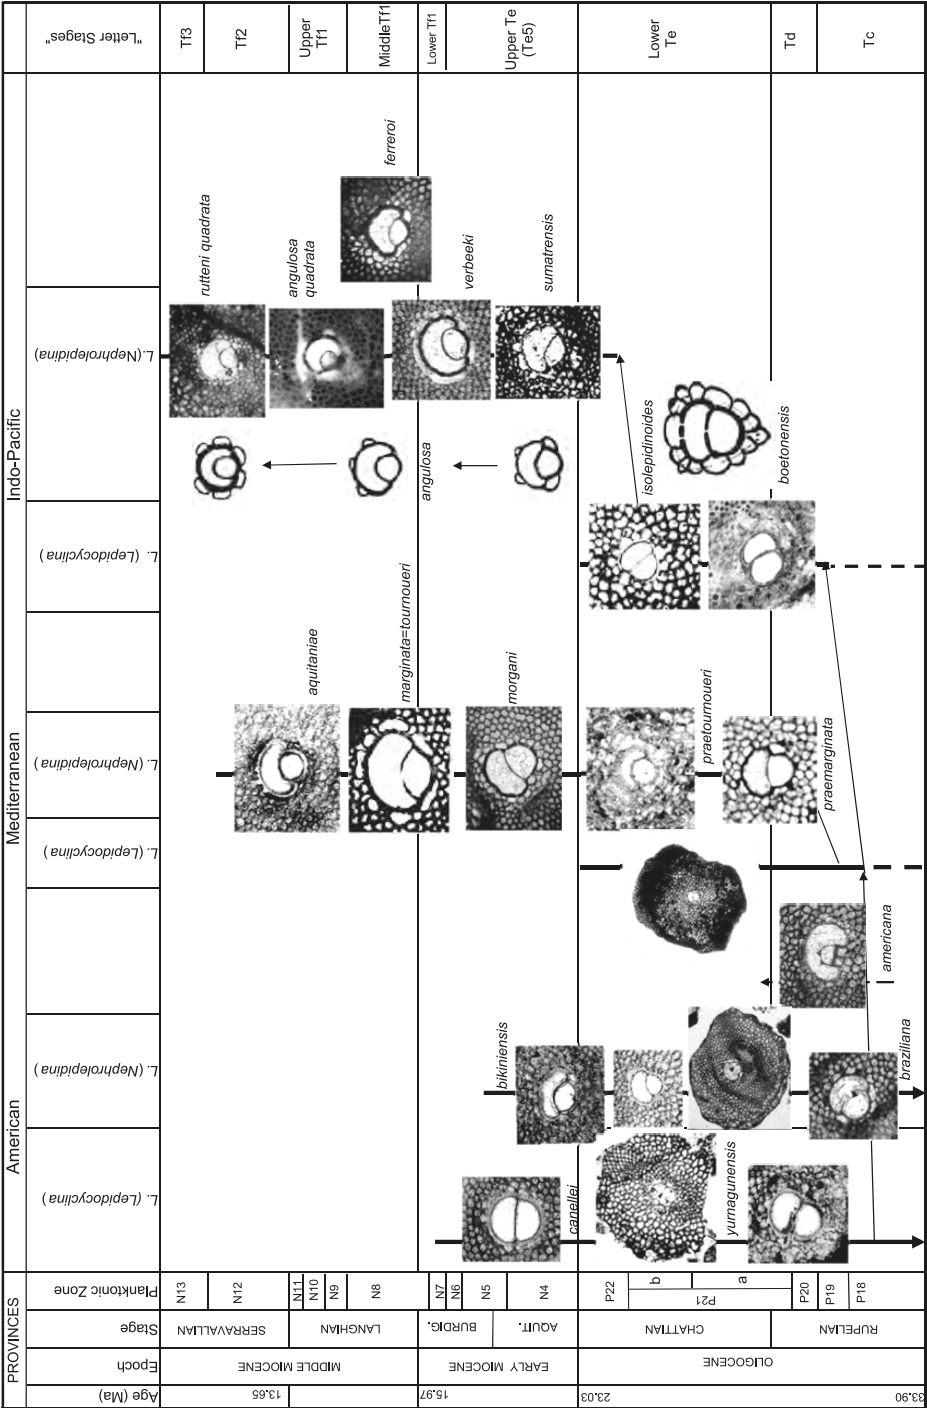 PROVINCES
American
Mediterranean
Indo-Pacific
"Letter Stages"
Age (Ma)
Epoch
Stage
Planktonic Zone
L. (Lepidocyclina)
L. (Nephrolepidina)
L. (Lepidocyclina)
L. (Nephrolepidina)
L. (Lepidocyclina)
L.(Nephrolepidina)
13.65
15.97
23.03
33.90
MIDDLE MIOCENE
EARLY MIOCENE
OLIGOCENE
SERRAVALLIAN
LANGHIAN
BURDIG.
AQUIT.
CHATTIAN
RUPELIAN
N13
N12
N11
N10
N9
N8
N7
N6
N5
N4
P22
b
P21
a
P20
P19
P18
canellei
yurnagunensis
bikiniensis
braziliana
americana
aquitaniae
marginata=tournoueri
morgani
praetournoueri
praemarginata
angulosa
isolepidinoides
boetonensis
rutteni quadrata
angulosa
quadrata
ferreroi
verbeeki
sumatrensis
Tf3
Tf2
Upper
Tf1
MiddleTf1
Lower Tf1
Upper Te
(Te5)
Lower
Te
Td
Tc